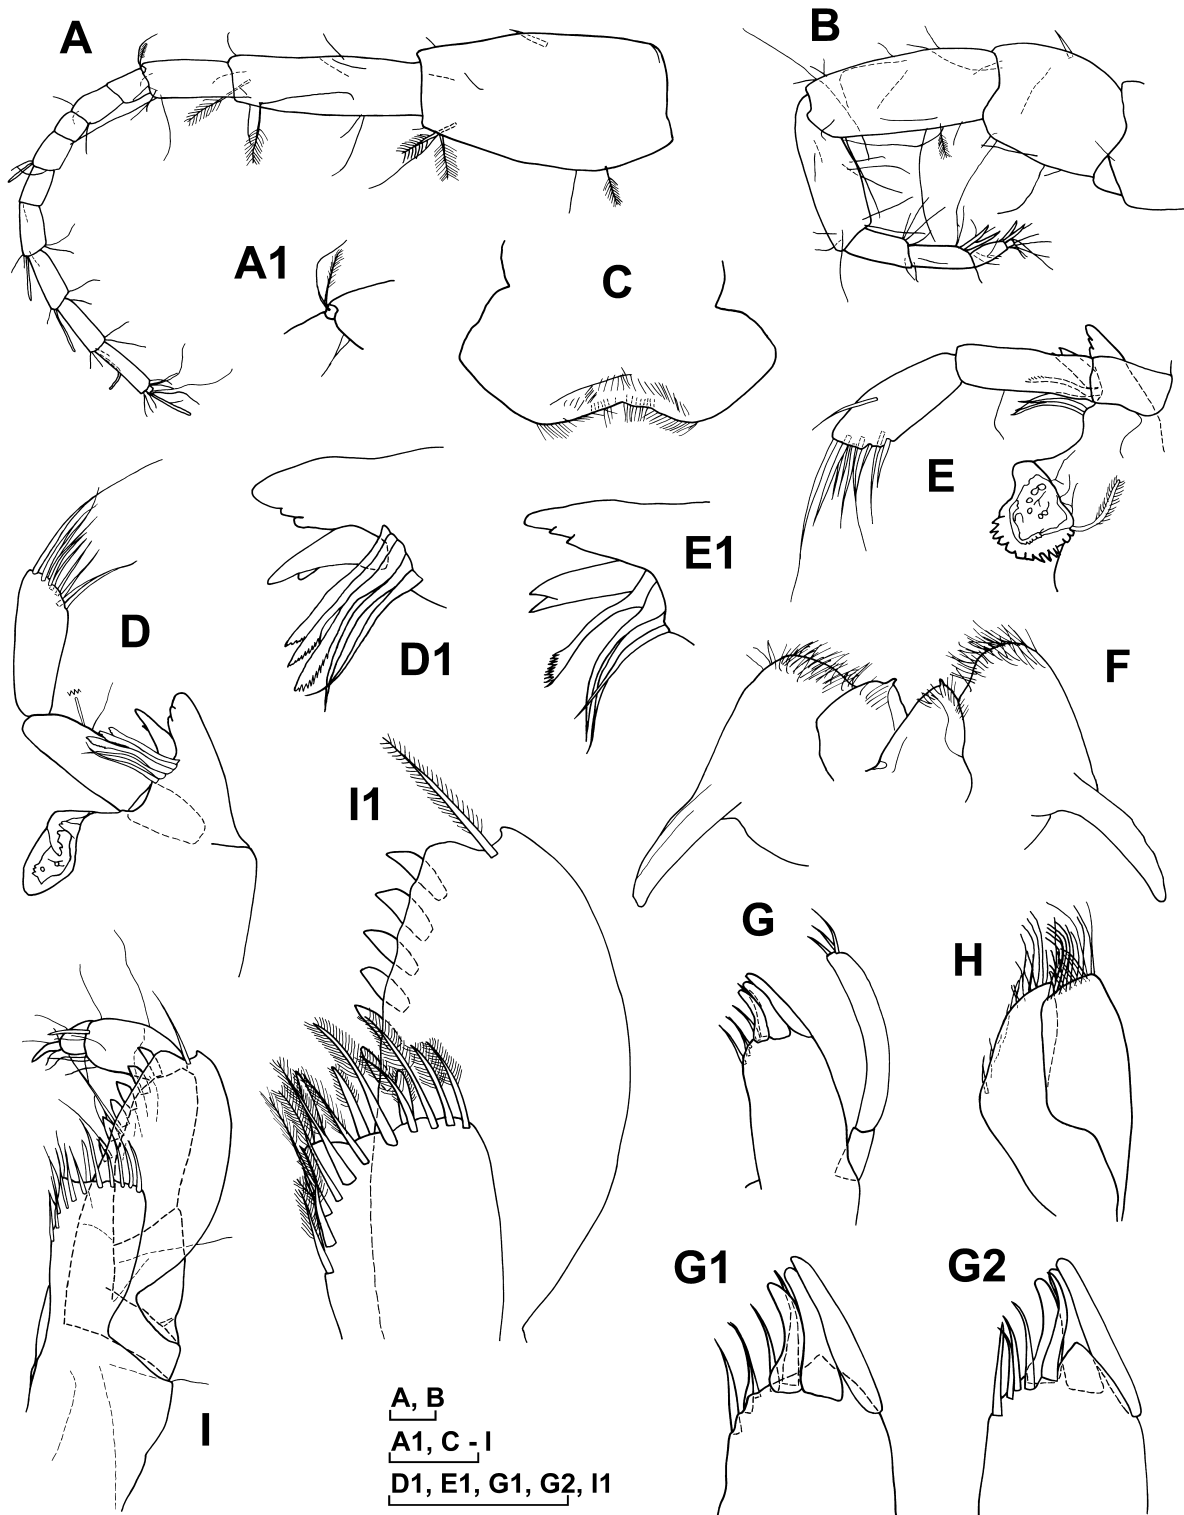 A
B
A1
C
E
D
D1
E1
F
I1
G
H
G1
G2
I
A, B
A1, C - I
D1, E1, G1, G2, I1